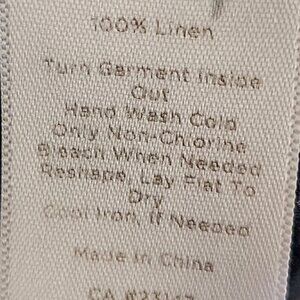 100% Linen
Turn Garment Inside
Out
Hand Wash Cold
Only Non-Chlorine
Bleach When Needed
Reshape, Lay Flat To
Dry
Cool Iron, If Needed
Made In China
CA